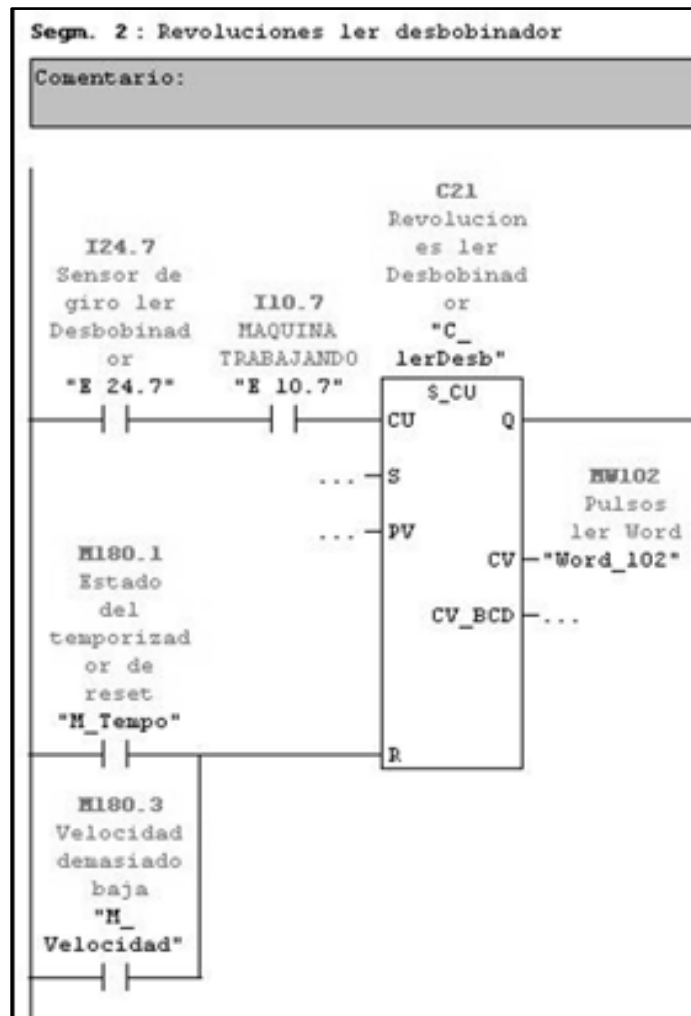 Segm. 2 : Revoluciones 1er desbobinador
Comentario:
C21
Revolucion
es 1er
Desbobinad
or
"C_
1erDesb"
I24.7
Sensor de
giro 1er
Desbobinad
or
"E 24.7"
I10.7
MAQUINA
TRABAJANDO
"E 10.7"
S_CU
CU
Q
... S
... PV
MW102
Pulsos
1er Word
CV "Word_102"
CV_BCD ...
M180.1
Estado
del
temporizad
or de
reset
"M_Tempo"
R
M180.3
Velocidad
demasiado
baja
"M_
Velocidad"